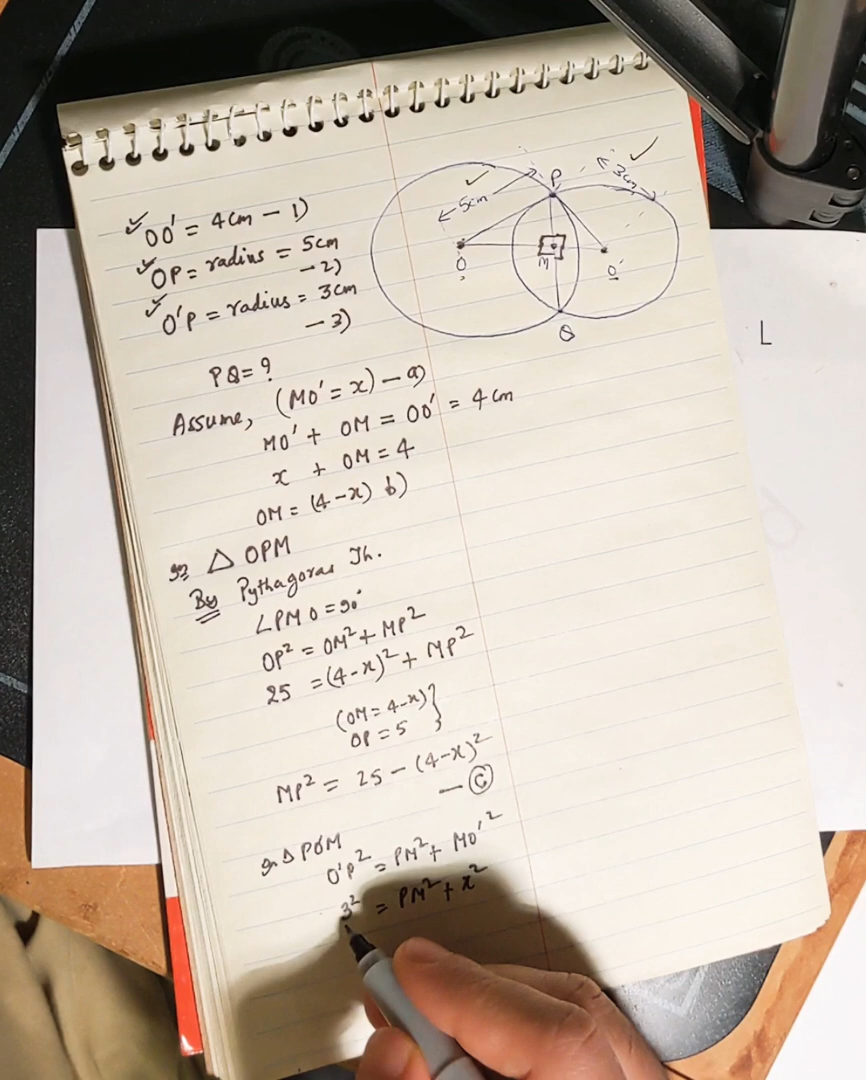 OO' = 4cm — 1)
OP = radius = 5cm
— 2)
O'P = radius = 3cm
— 3)
P
5cm
3cm
O
M
O'
Q
PQ = ?
Assume, (MO' = x) — a)
MO' + OM = OO' = 4cm
x + OM = 4
OM = (4-x) b)
In △ OPM
By Pythagoras Th.
∠PMO = 90°
OP² = OM² + MP²
25 = (4-x)² + MP²
(OM = 4-x)}
OP = 5 }
MP² = 25 - (4-x)²
— C
In △ PO'M
O'P² = PM² + MO'²
3² = PM² + x²
L